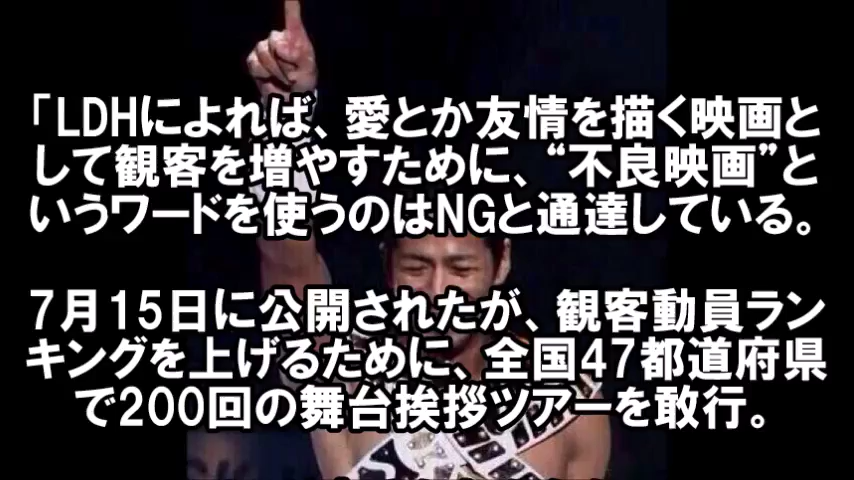 「LDHによれば、愛とか友情を描く映画と
して観客を増やすために、“不良映画”と
いうワードを使うのはNGと通達している。
7月15日に公開されたが、観客動員ラン
キングを上げるために、全国47都道府県
で200回の舞台挨拶ツアーを敢行。